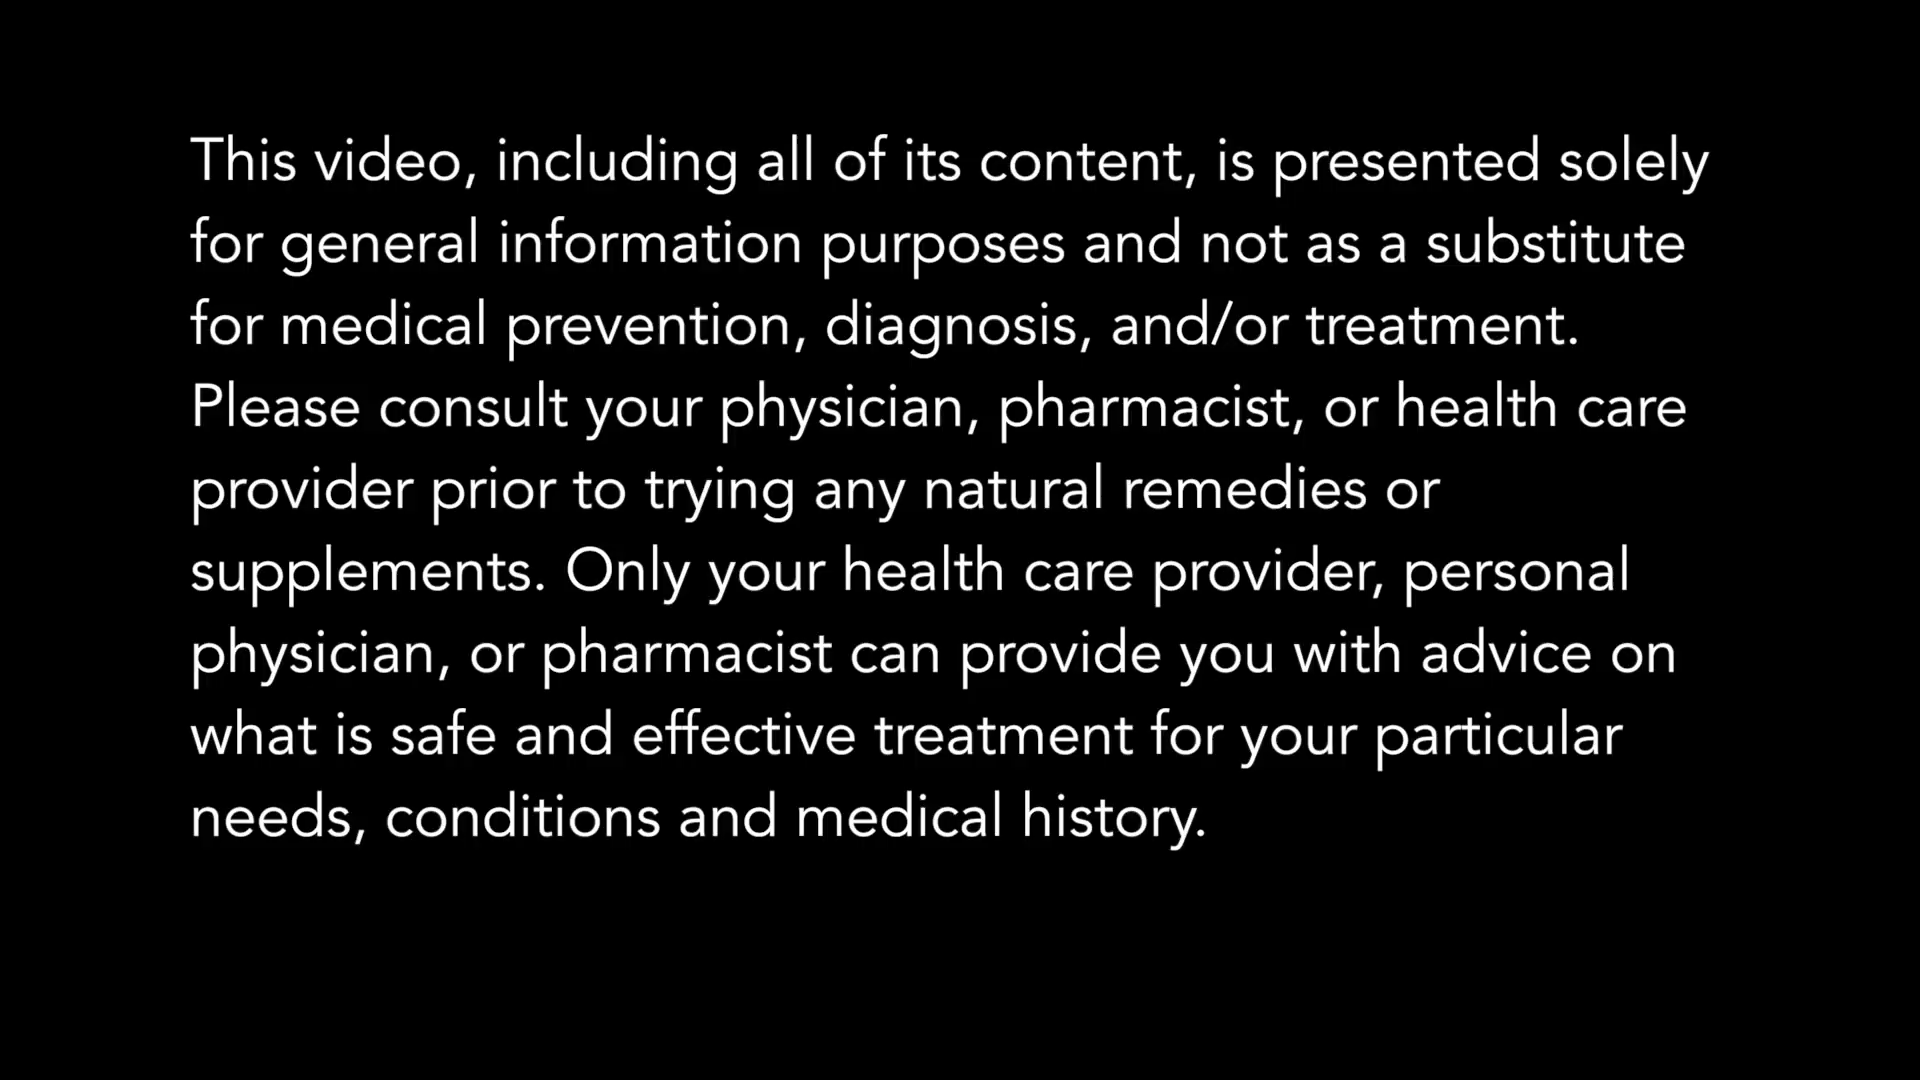 This video, including all of its content, is presented solely
for general information purposes and not as a substitute
for medical prevention, diagnosis, and/or treatment.
Please consult your physician, pharmacist, or health care
provider prior to trying any natural remedies or
supplements. Only your health care provider, personal
physician, or pharmacist can provide you with advice on
what is safe and effective treatment for your particular
needs, conditions and medical history.